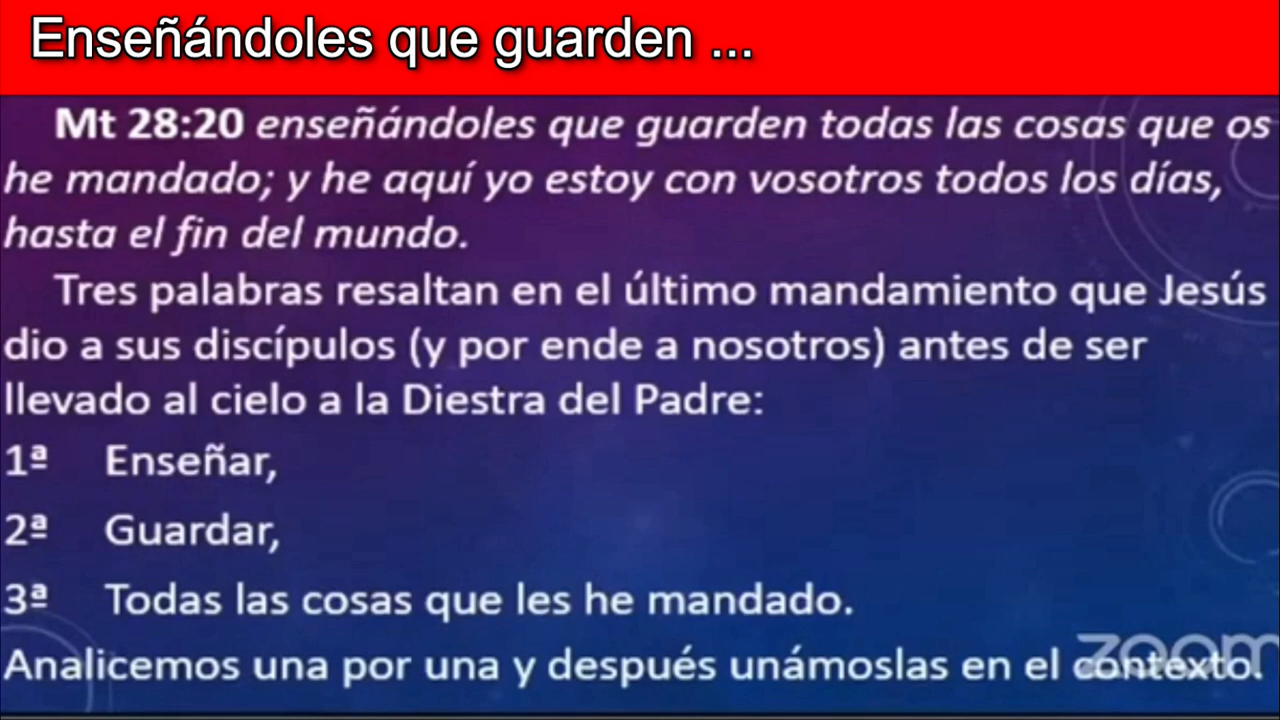 Enseñándoles que guarden ...
Mt 28:20 enseñándoles que guarden todas las cosas que os
he mandado; y he aquí yo estoy con vosotros todos los días,
hasta el fin del mundo.
Tres palabras resaltan en el último mandamiento que Jesús
dio a sus discípulos (y por ende a nosotros) antes de ser
llevado al cielo a la Diestra del Padre:
1ª Enseñar,
2ª Guardar,
3ª Todas las cosas que les he mandado.
zoom
Analicemos una por una y después unámoslas en el contexto.